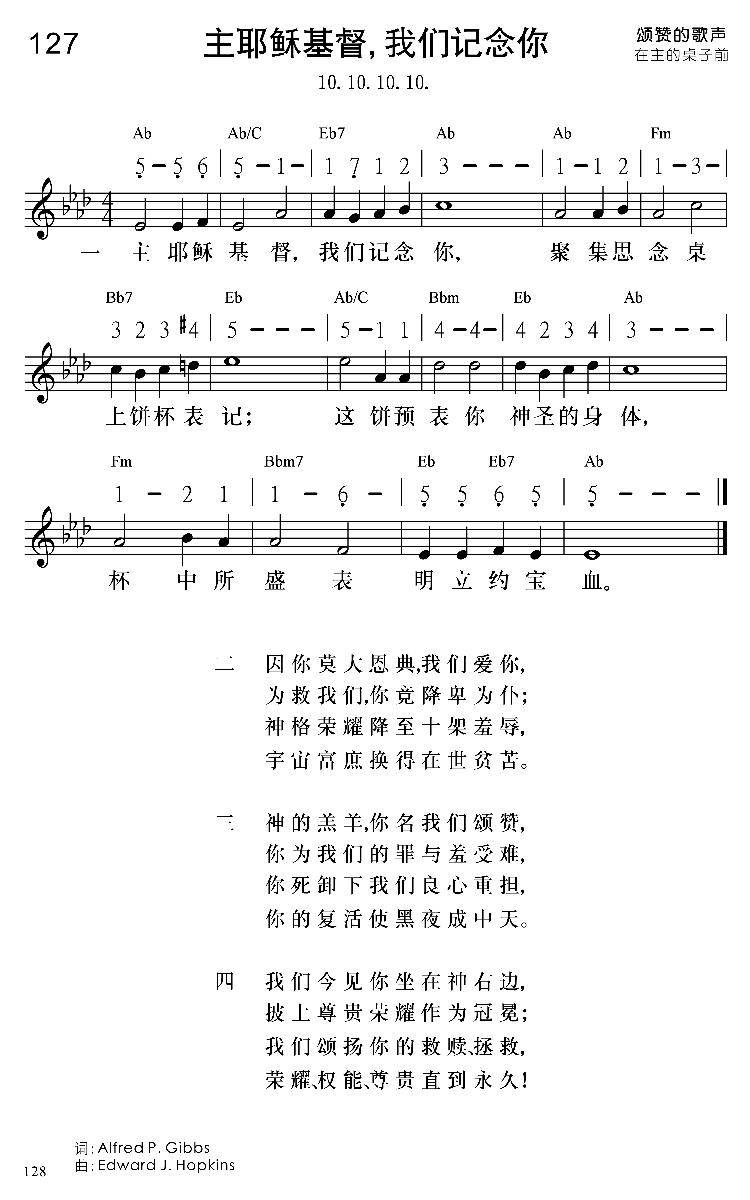 127
主耶稣基督,我们记念你
颂赞的歌声
在主的桌子前
10. 10. 10. 10.
Ab Ab/C Eb7 Ab Ab Fm
5 - 5 6 | 5 - 1 - | 1 7 1 2 | 3 - - - | 1 - 1 2 | 1 - 3 -
4
4
一 主 耶稣 基 督, 我们记念 你, 聚 集思 念 桌
Bb7 Eb Ab/C Bbm Eb Ab
3 2 3 #4 | 5 - - - | 5 - 1 1 | 4 - 4 - | 4 2 3 4 | 3 - - - |
上饼杯 表 记; 这 饼预 表 你 神圣的身 体,
Fm Bbm7 Eb Eb7 Ab
1 - 2 1 | 1 - 6 - | 5 5 6 5 | 5 - - - ‖
杯 中 所 盛 表 明 立 约 宝 血。
二 因你莫大恩典,我们爱你,
为救我们,你竟降卑为仆;
神格荣耀降至十架羞辱,
宇宙富庶换得在世贫苦。
三 神的羔羊,你名我们颂赞,
你为我们的罪与羞受难,
你死卸下我们良心重担,
你的复活使黑夜成中天。
四 我们今见你坐在神右边,
披上尊贵荣耀作为冠冕;
我们颂扬你的救赎、拯救,
荣耀、权能、尊贵直到永久!
词: Alfred P. Gibbs
曲: Edward J. Hopkins
128